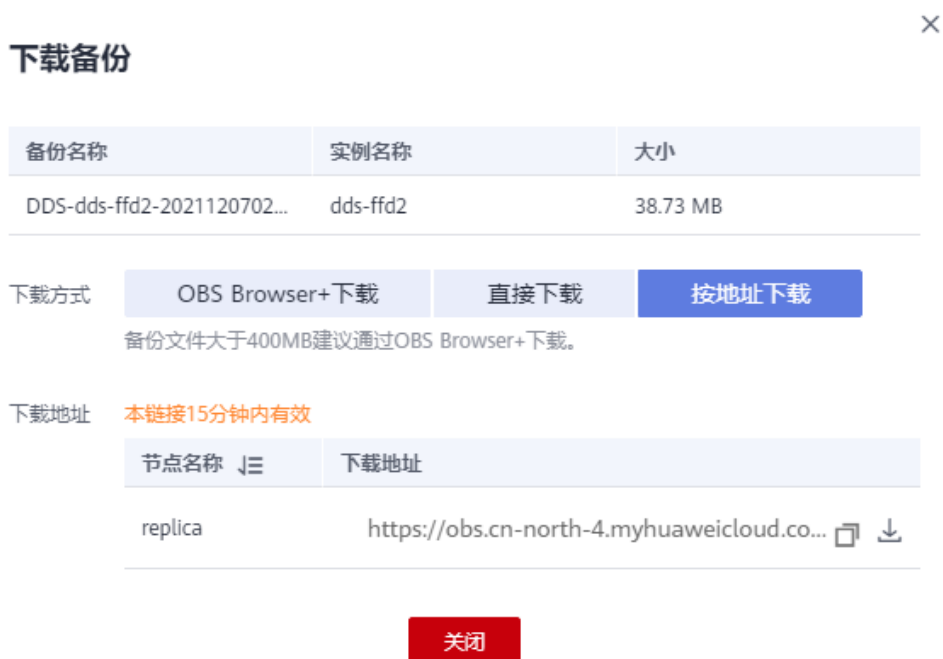 下载备份
备份名称 实例名称 大小
DDS-dds-ffd2-2021120702... dds-ffd2 38.73 MB
下载方式 OBS Browser+下载 直接下载 按地址下载
备份文件大于400MB建议通过OBS Browser+下载。
下载地址 本链接15分钟内有效
节点名称 下载地址
replica https://obs.cn-north-4.myhuaweicloud.co...
关闭